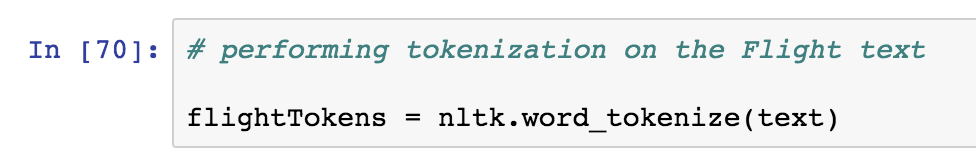 In [70]: # performing tokenization on the Flight text
flightTokens = nltk.word_tokenize(text)